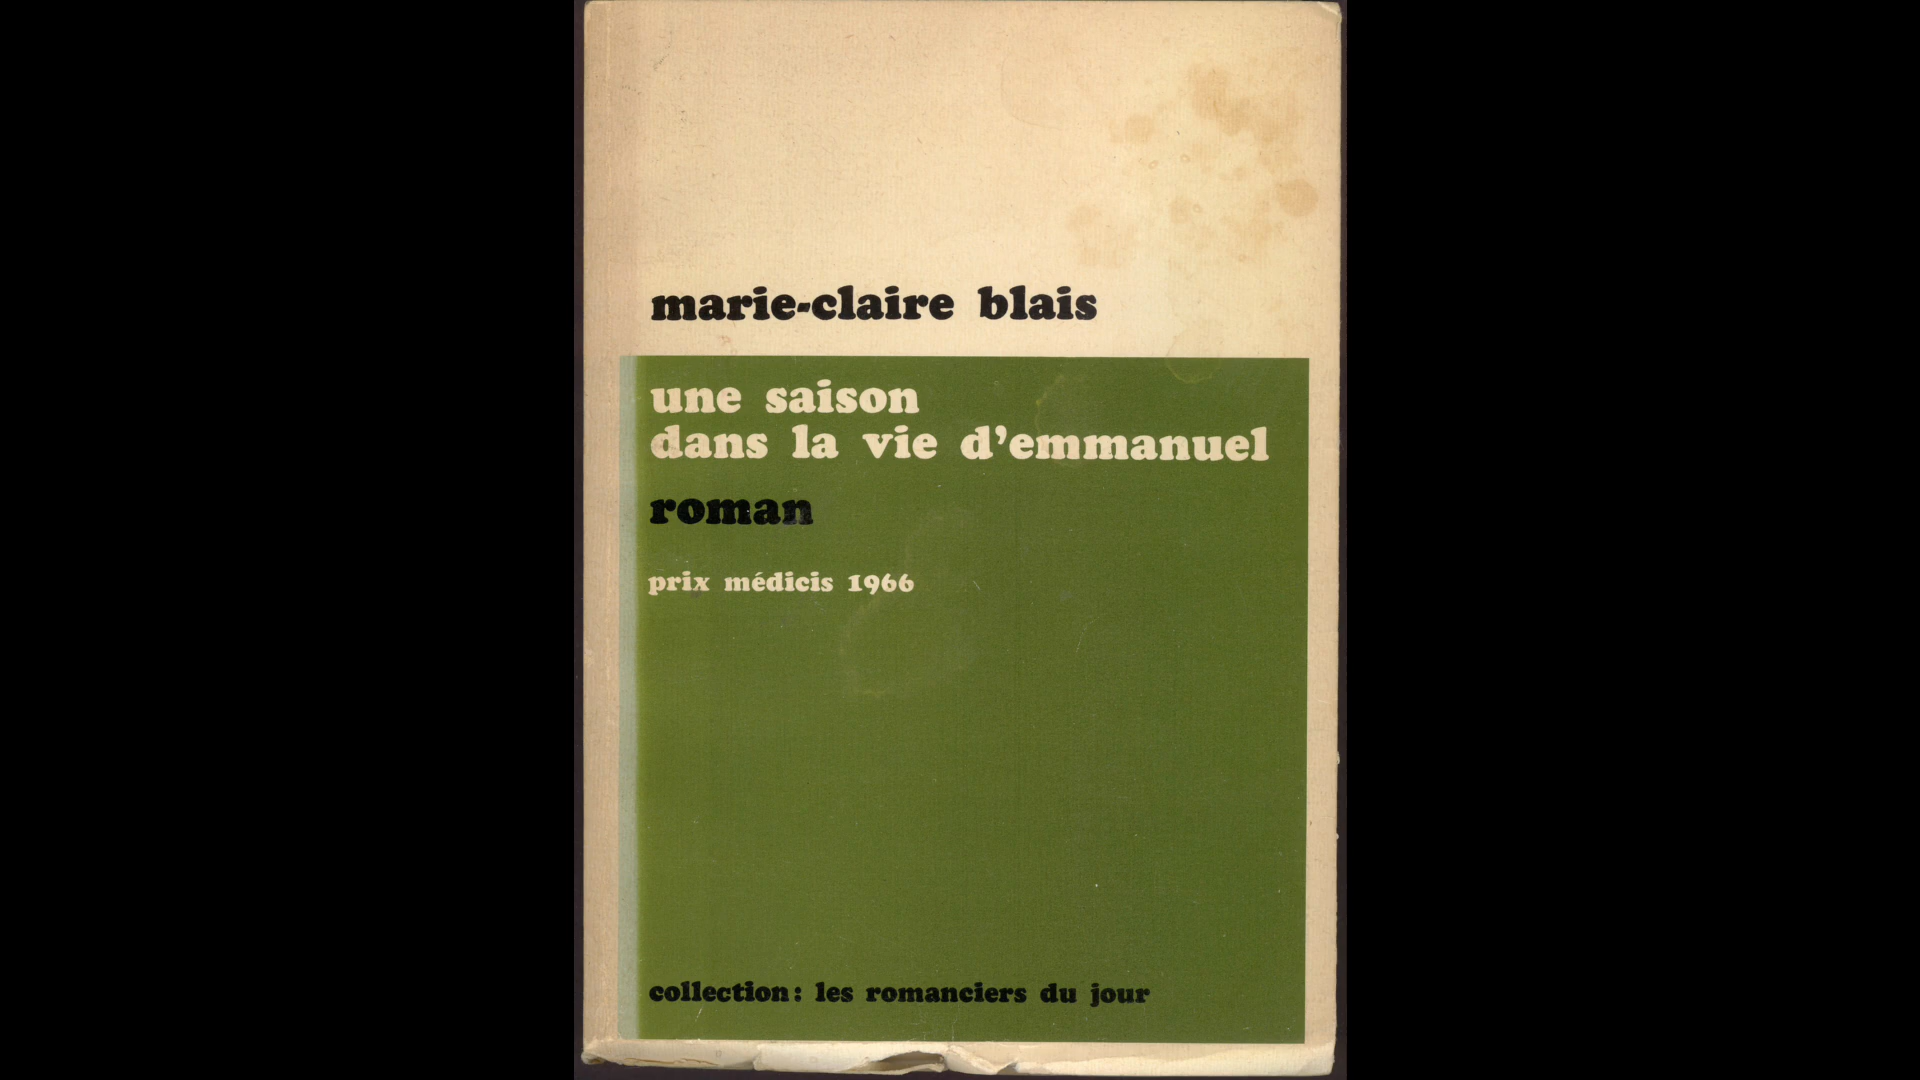 marie-claire blais
une saison
dans la vie d'emmanuel
roman
prix médicis 1966
collection: les romanciers du jour